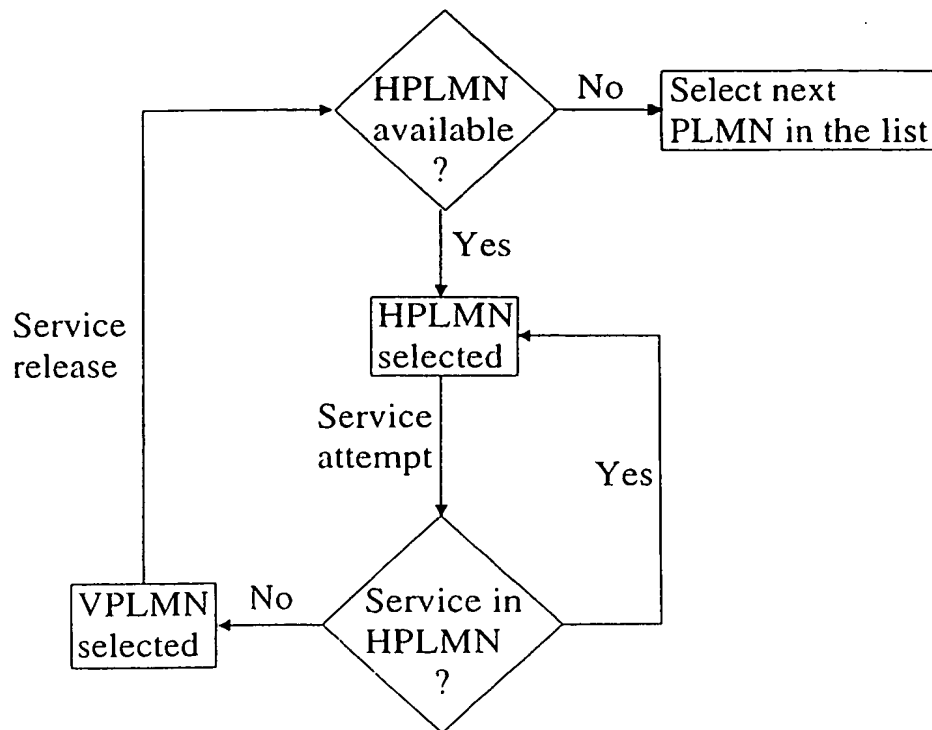 HPLMN
available
?
No
Select next
PLMN in the list
Yes
HPLMN
selected
Service
release
Service
attempt
Yes
Service in
HPLMN
?
No
VPLMN
selected